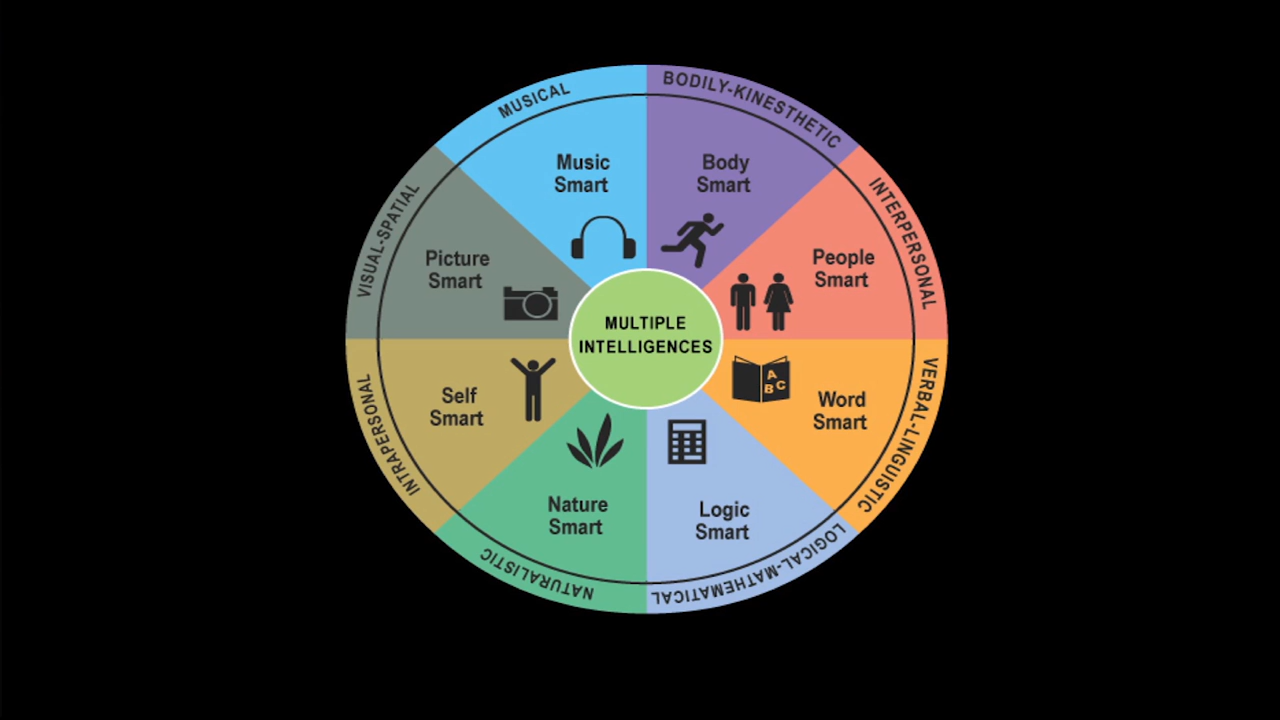 MUSICAL
BODILY-KINESTHETIC
INTERPERSONAL
VERBAL-LINGUISTIC
LOGICAL-MATHEMATICAL
NATURALISTIC
INTRAPERSONAL
VISUAL-SPATIAL
Music
Smart
Body
Smart
People
Smart
Word
Smart
A
B C
Logic
Smart
Nature
Smart
Self
Smart
Picture
Smart
MULTIPLE
INTELLIGENCES